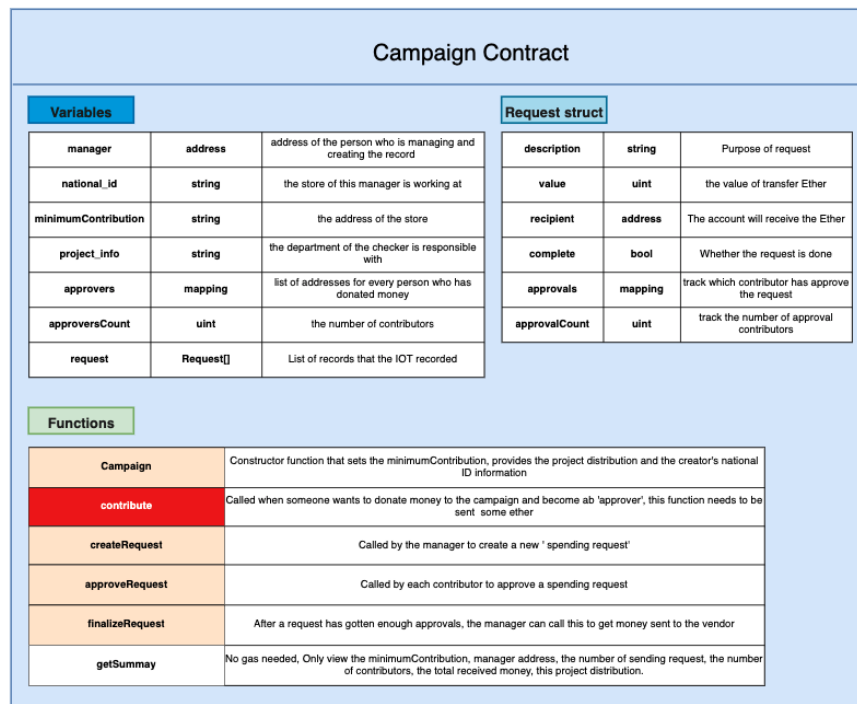 Campaign Contract
Variables
manager address address of the person who is managing and
creating the record
national_id string the store of this manager is working at
minimumContribution string the address of the store
project_info string the department of the checker is responsible
with
approvers mapping list of addresses for every person who has
donated money
approversCount uint the number of contributors
request Request[] List of records that the IOT recorded
Request struct
description string Purpose of request
value uint the value of transfer Ether
recipient address The account will receive the Ether
complete bool Whether the request is done
approvals mapping track which contributor has approve
the request
approvalCount uint track the number of approval
contributors
Functions
Campaign Constructor function that sets the minimumContribution, provides the project distribution and the creator's national
ID information
contribute Called when someone wants to donate money to the campaign and become ab 'approver', this function needs to be
sent some ether
createRequest Called by the manager to create a new ' spending request'
approveRequest Called by each contributor to approve a spending request
finalizeRequest After a request has gotten enough approvals, the manager can call this to get money sent to the vendor
getSummay No gas needed, Only view the minimumContribution, manager address, the number of sending request, the number
of contributors, the total received money, this project distribution.